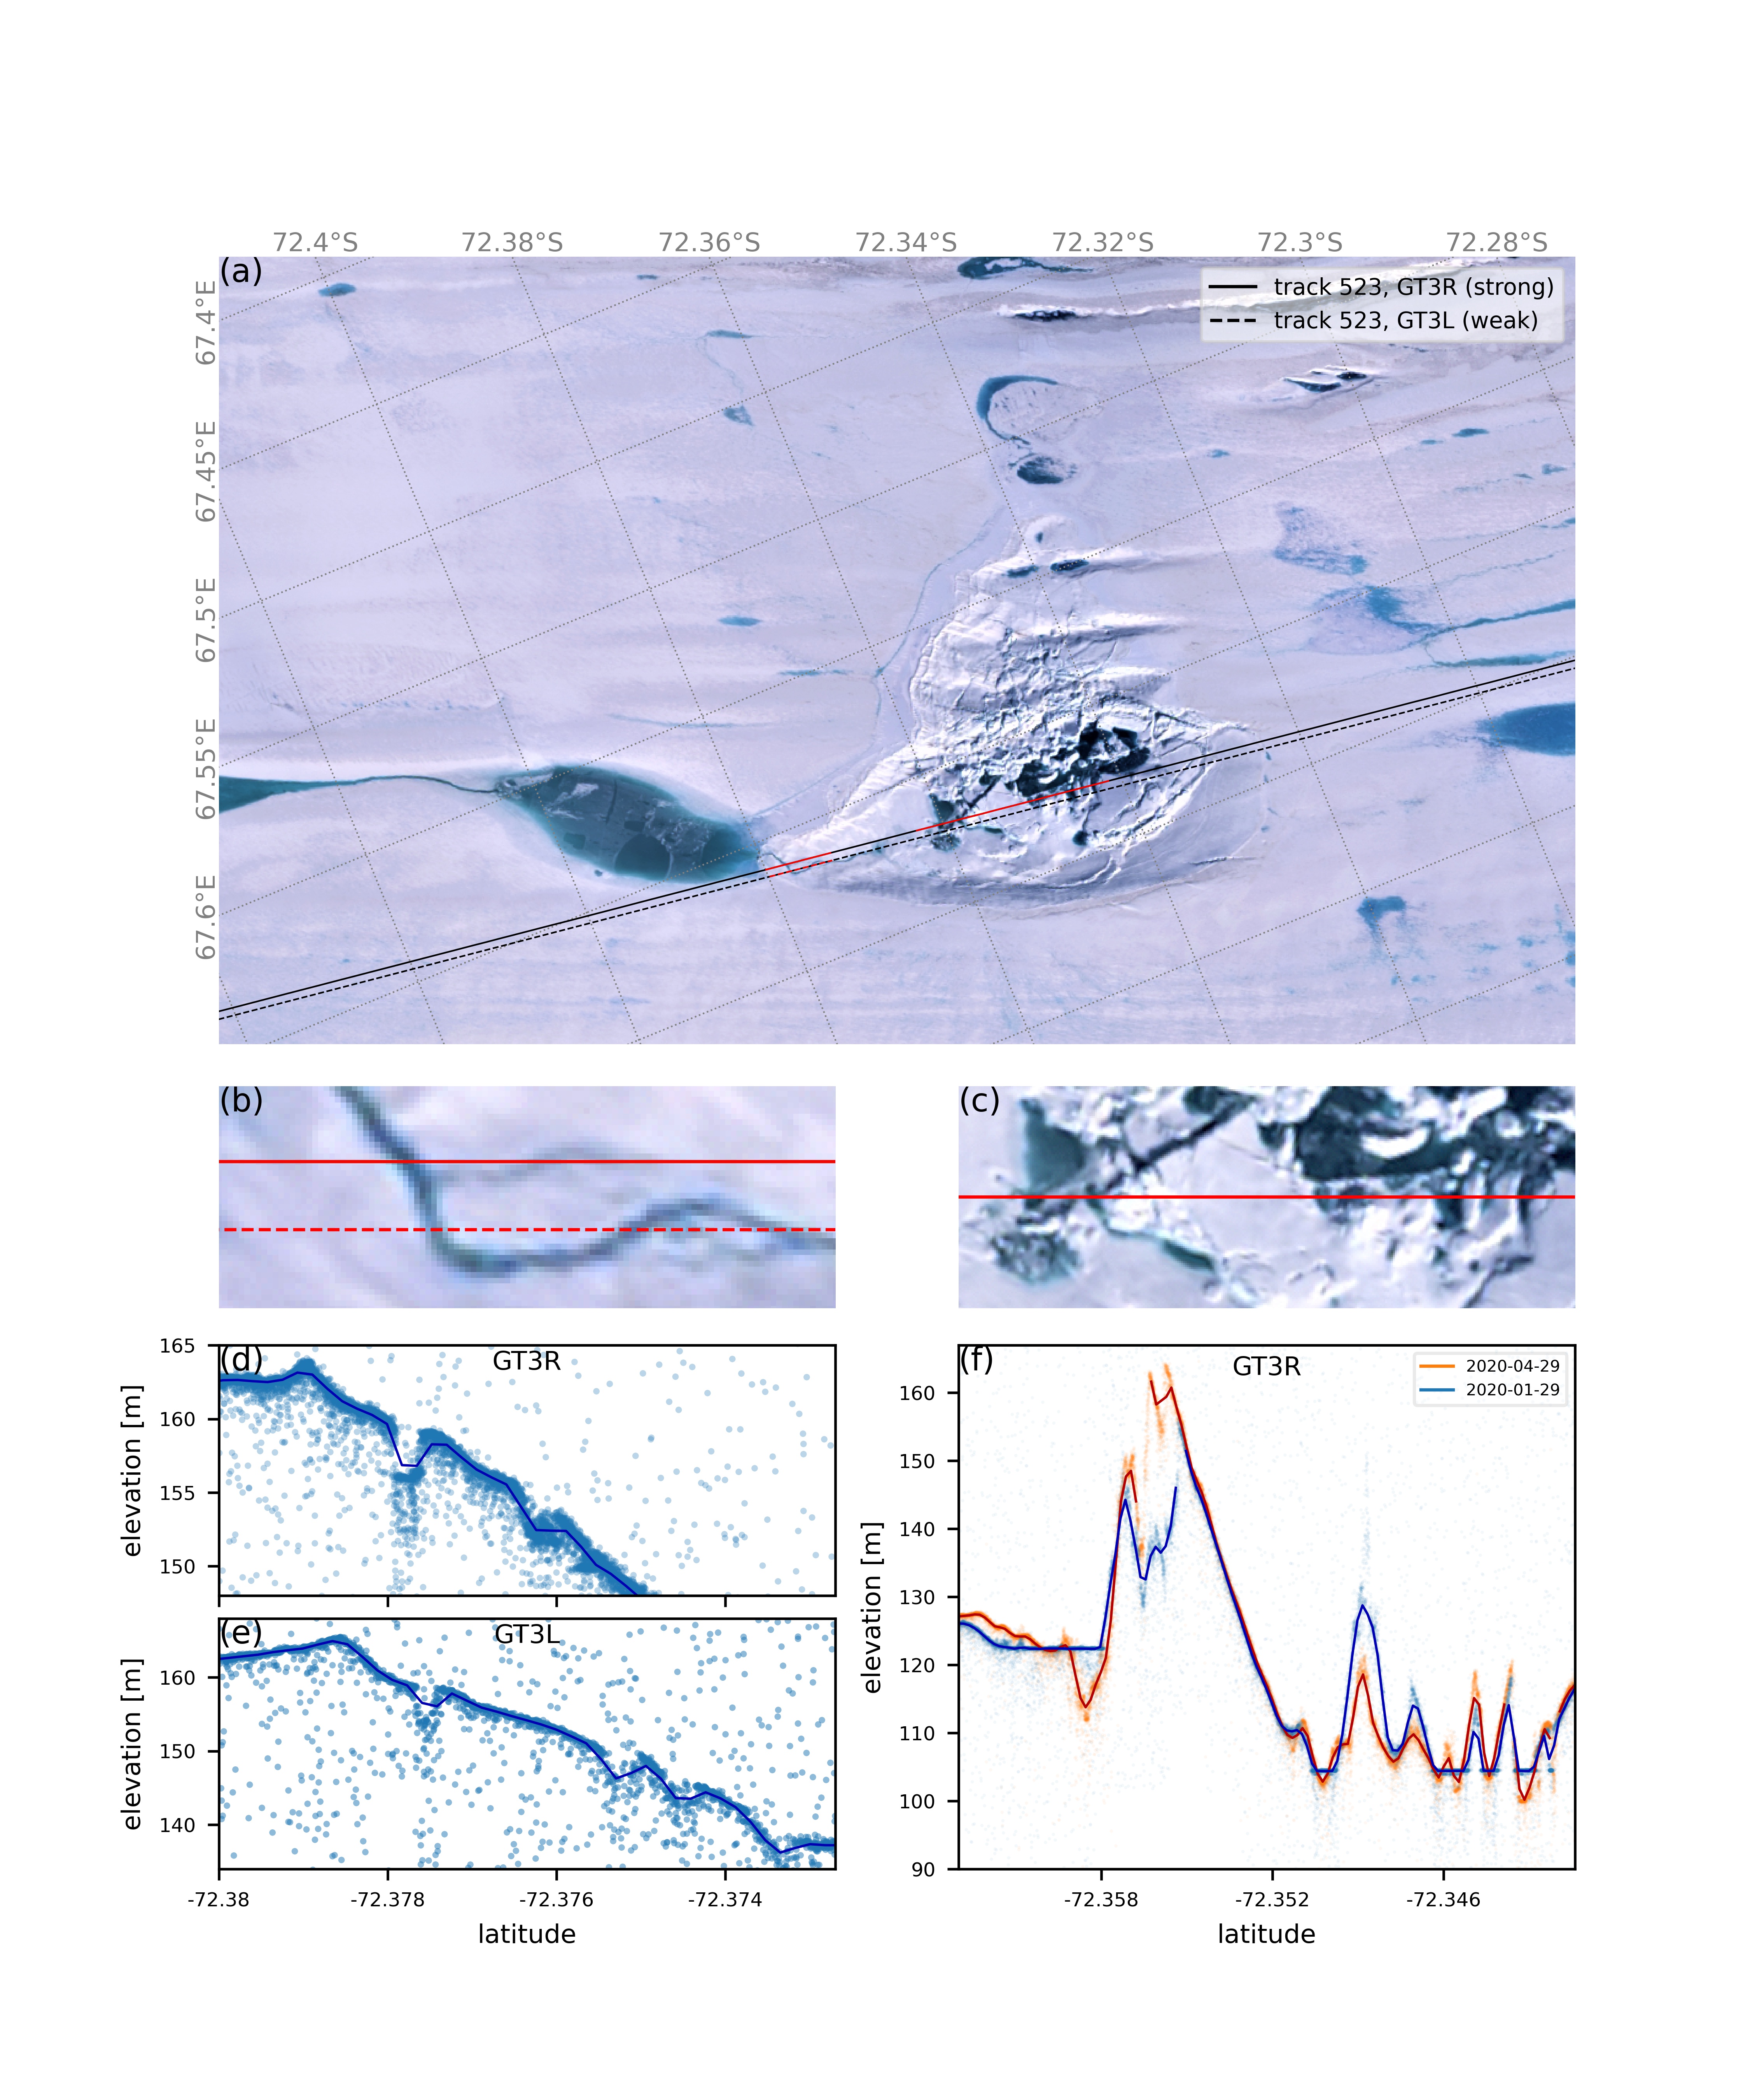 72.4°S 72.38°S 72.36°S 72.34°S 72.32°S 72.3°S 72.28°S
(a)
track 523, GT3R (strong)
track 523, GT3L (weak)
67.4°E
67.45°E
67.5°E
67.55°E
67.6°E
(b)
(c)
(d)
GT3R
165
160
155
150
elevation [m]
(e)
GT3L
160
150
140
elevation [m]
-72.38 -72.378 -72.376 -72.374
latitude
(f)
GT3R
2020-04-29
2020-01-29
160
150
140
130
120
110
100
90
elevation [m]
-72.358 -72.352 -72.346
latitude